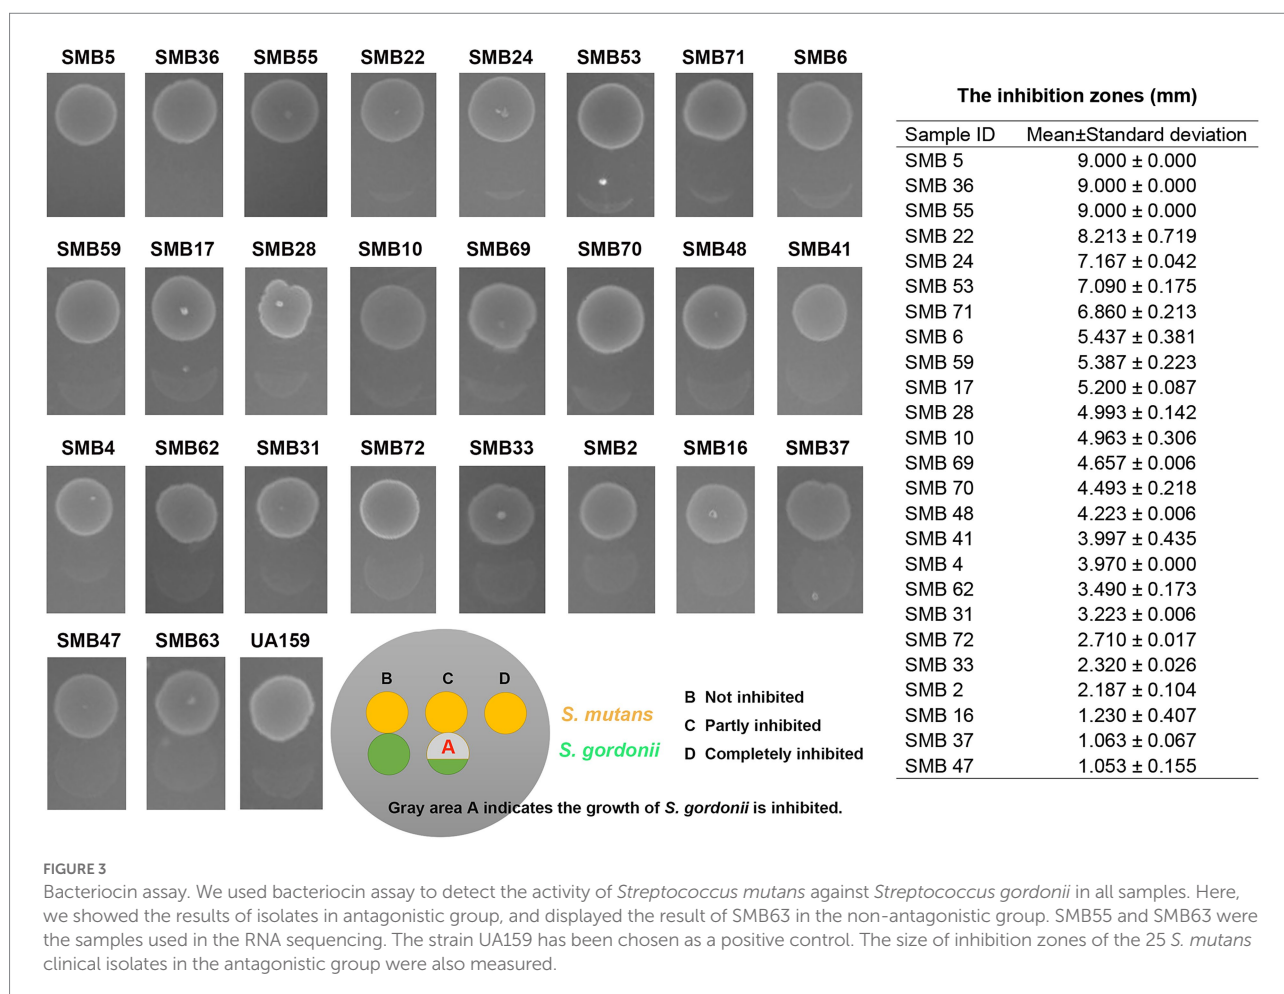 SMB5 SMB36 SMB55 SMB22 SMB24 SMB53 SMB71 SMB6
SMB59 SMB17 SMB28 SMB10 SMB69 SMB70 SMB48 SMB41
SMB4 SMB62 SMB31 SMB72 SMB33 SMB2 SMB16 SMB37
SMB47 SMB63 UA159
B C D
A
S. mutans
S. gordonii
B Not inhibited
C Partly inhibited
D Completely inhibited
Gray area A indicates the growth of S. gordonii is inhibited.
The inhibition zones (mm)
Sample ID Mean±Standard deviation
SMB 5 9.000 ± 0.000
SMB 36 9.000 ± 0.000
SMB 55 9.000 ± 0.000
SMB 22 8.213 ± 0.719
SMB 24 7.167 ± 0.042
SMB 53 7.090 ± 0.175
SMB 71 6.860 ± 0.213
SMB 6 5.437 ± 0.381
SMB 59 5.387 ± 0.223
SMB 17 5.200 ± 0.087
SMB 28 4.993 ± 0.142
SMB 10 4.963 ± 0.306
SMB 69 4.657 ± 0.006
SMB 70 4.493 ± 0.218
SMB 48 4.223 ± 0.006
SMB 41 3.997 ± 0.435
SMB 4 3.970 ± 0.000
SMB 62 3.490 ± 0.173
SMB 31 3.223 ± 0.006
SMB 72 2.710 ± 0.017
SMB 33 2.320 ± 0.026
SMB 2 2.187 ± 0.104
SMB 16 1.230 ± 0.407
SMB 37 1.063 ± 0.067
SMB 47 1.053 ± 0.155
FIGURE 3
Bacteriocin assay. We used bacteriocin assay to detect the activity of Streptococcus mutans against Streptococcus gordonii in all samples. Here,
we showed the results of isolates in antagonistic group, and displayed the result of SMB63 in the non-antagonistic group. SMB55 and SMB63 were
the samples used in the RNA sequencing. The strain UA159 has been chosen as a positive control. The size of inhibition zones of the 25 S. mutans
clinical isolates in the antagonistic group were also measured.